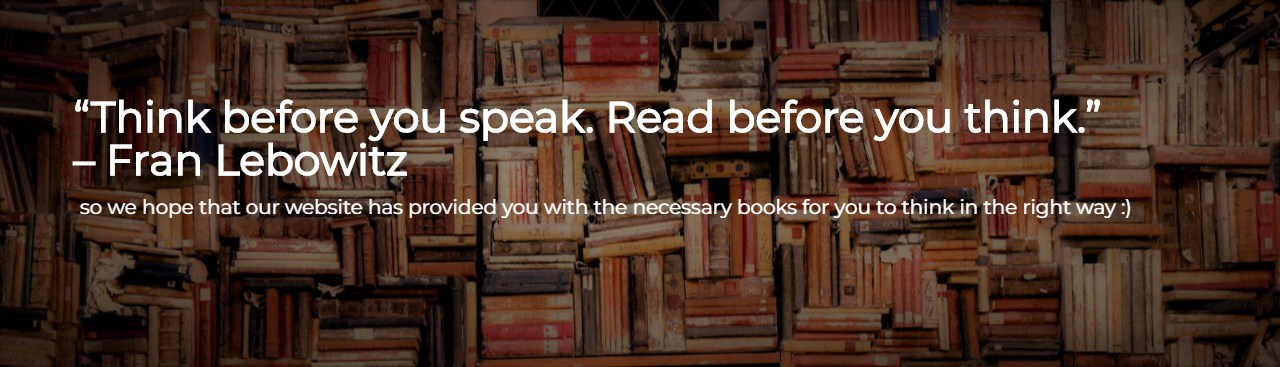 “Think before you speak. Read before you think.”
– Fran Lebowitz
so we hope that our website has provided you with the necessary books for you to think in the right way :)